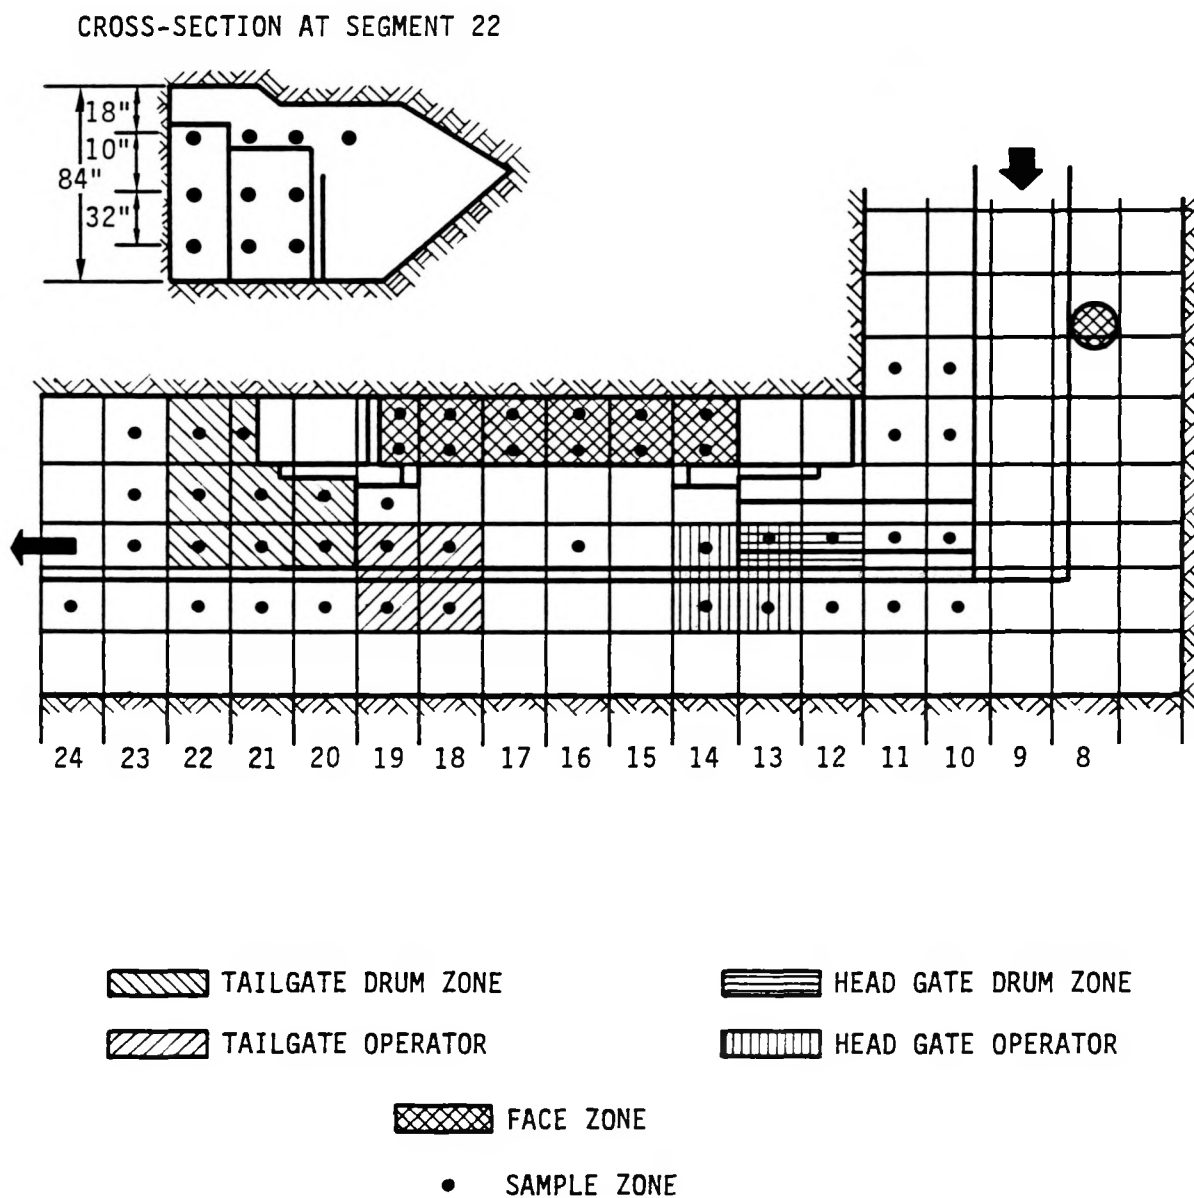 CROSS-SECTION AT SEGMENT 22
18"
10"
84"
32"
24 23 22 21 20 19 18 17 16 15 14 13 12 11 10 9 8
TAILGATE DRUM ZONE
HEAD GATE DRUM ZONE
TAILGATE OPERATOR
HEAD GATE OPERATOR
FACE ZONE
SAMPLE ZONE